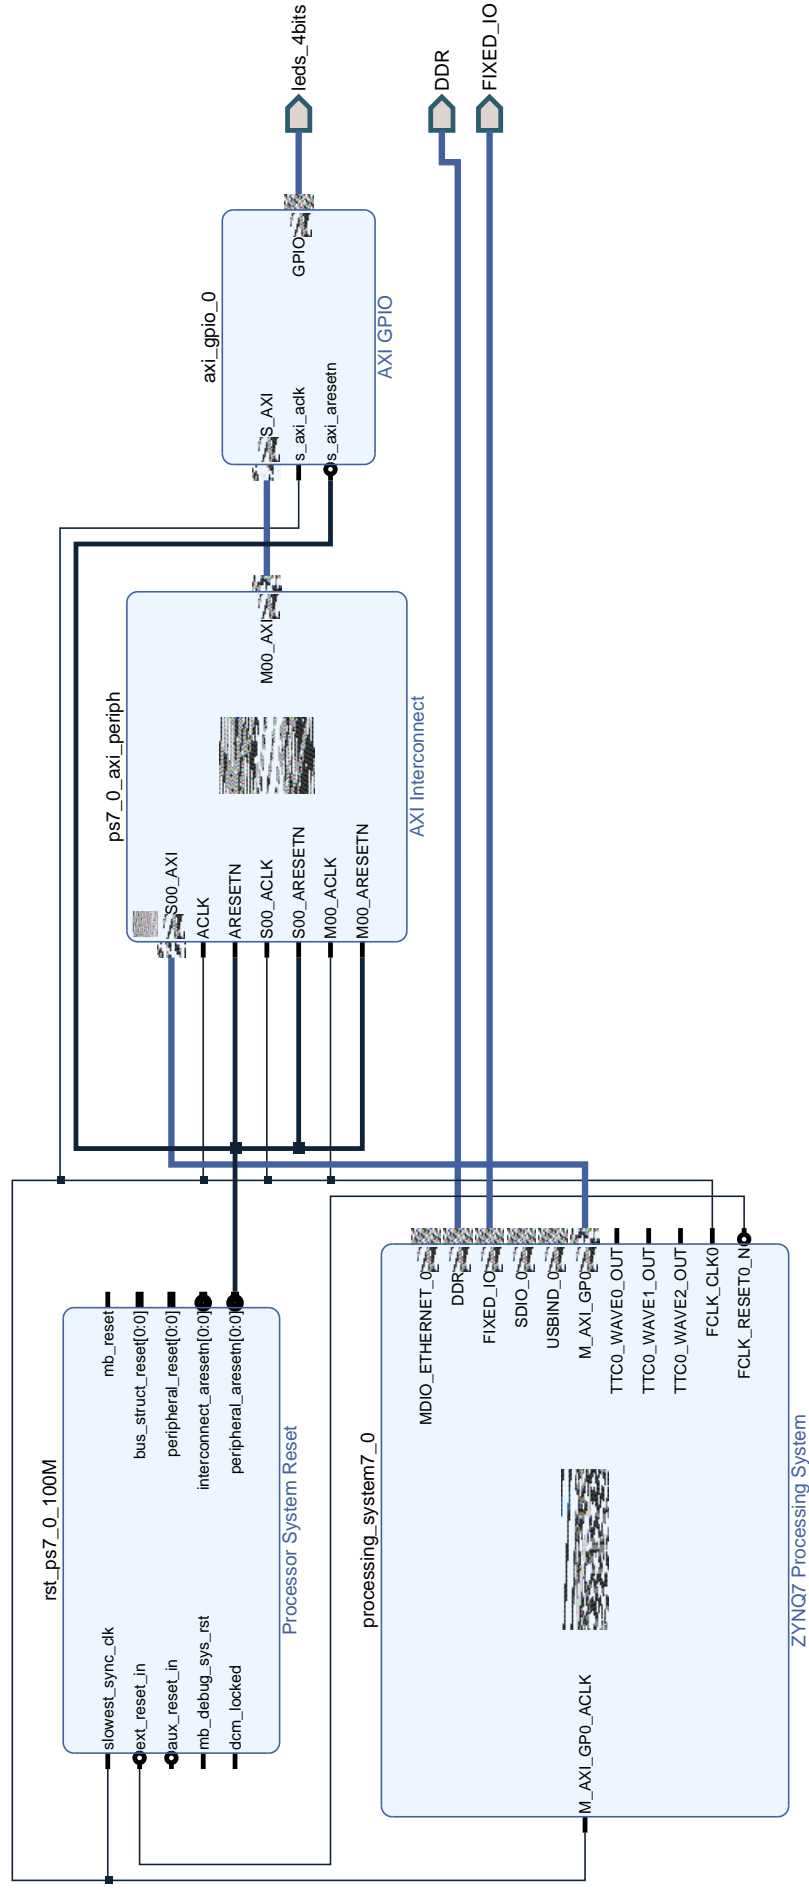 leds_4bits
DDR
FIXED_IO
axi_gpio_0
GPIO
S_AXI
s_axi_aclk
s_axi_aresetn
AXI GPIO
ps7_0_axi_periph
M00_AXI
S00_AXI
ACLK
ARESETN
S00_ACLK
S00_ARESETN
M00_ACLK
M00_ARESETN
AXI Interconnect
rst_ps7_0_100M
mb_reset
bus_struct_reset[0:0]
peripheral_reset[0:0]
interconnect_aresetn[0:0]
peripheral_aresetn[0:0]
slowest_sync_clk
ext_reset_in
aux_reset_in
mb_debug_sys_rst
dcm_locked
Processor System Reset
processing_system7_0
MDIO_ETHERNET_0
DDR
FIXED_IO
SDIO_0
USBIND_0
M_AXI_GP0
TTC0_WAVE0_OUT
TTC0_WAVE1_OUT
TTC0_WAVE2_OUT
FCLK_CLK0
FCLK_RESET0_N
M_AXI_GP0_ACLK
ZYNQ7 Processing System